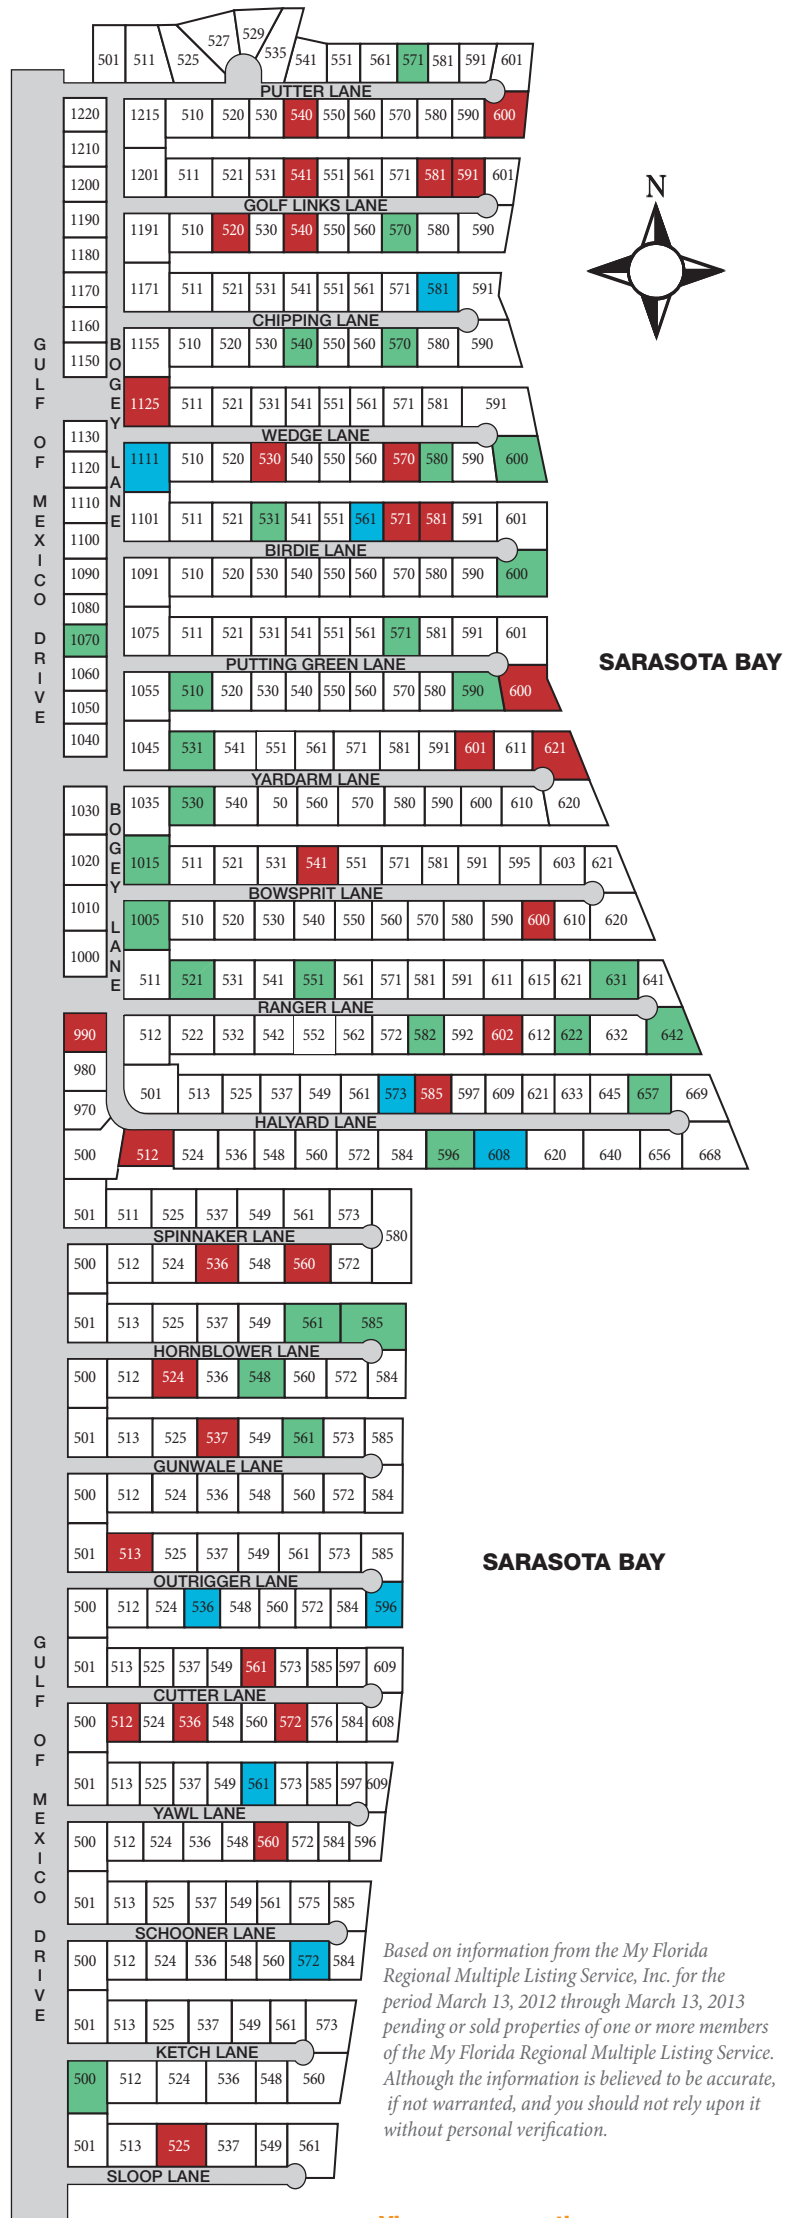 501 511 525 527 529 535 541 551 561 571 581 591 601
PUTTER LANE
1220 1215 510 520 530 540 550 560 570 580 590 600
1210
1200 1201 511 521 531 541 551 561 571 581 591 601
GOLF LINKS LANE
1190 1191 510 520 530 540 550 560 570 580 590
1180
1170 1171 511 521 531 541 551 561 571 581 591
CHIPPING LANE
1160
1150 1155 510 520 530 540 550 560 570 580 590
1125 511 521 531 541 551 561 571 581 591
WEDGE LANE
1130
1120 1111 510 520 530 540 550 560 570 580 590 600
1110
1100 1101 511 521 531 541 551 561 571 581 591 601
BIRDIE LANE
1090 1091 510 520 530 540 550 560 570 580 590 600
1080
1070 1075 511 521 531 541 551 561 571 581 591 601
PUTTING GREEN LANE
1060
1050 1055 510 520 530 540 550 560 570 580 590 600
1040 1045 531 541 551 561 571 581 591 601 611 621
YARDARM LANE
1030 1035 530 540 50 560 570 580 590 600 610 620
1020 1015 511 521 531 541 551 571 581 591 595 603 621
BOWSPRIT LANE
1010 1005 510 520 530 540 550 560 570 580 590 600 610 620
1000 511 521 531 541 551 561 571 581 591 611 615 621 631 641
RANGER LANE
990 512 522 532 542 552 562 572 582 592 602 612 622 632 642
980
970 501 513 525 537 549 561 573 585 597 609 621 633 645 657 669
HALYARD LANE
500 512 524 536 548 560 572 584 596 608 620 640 656 668
501 511 525 537 549 561 573 580
SPINNAKER LANE
500 512 524 536 548 560 572
501 513 525 537 549 561 585
HORNBLOWER LANE
500 512 524 536 548 560 572 584
501 513 525 537 549 561 573 585
GUNWALE LANE
500 512 524 536 548 560 572 584
501 513 525 537 549 561 573 585
OUTRIGGER LANE
500 512 524 536 548 560 572 584 596
501 513 525 537 549 561 573 585 597 609
CUTTER LANE
500 512 524 536 548 560 572 576 584 608
501 513 525 537 549 561 573 585 597 609
YAWL LANE
500 512 524 536 548 560 572 584 596
501 513 525 537 549 561 575 585
SCHOONER LANE
500 512 524 536 548 560 572 584
501 513 525 537 549 561 573
KETCH LANE
500 512 524 536 548 560
501 513 525 537 549 561
SLOOP LANE
GULF OF MEXICO DRIVE
GULF OF MEXICO DRIVE
BOGEY LANE
BOGEY LANE
N
SARASOTA BAY
SARASOTA BAY
Based on information from the My Florida
Regional Multiple Listing Service, Inc. for the
period March 13, 2012 through March 13, 2013
pending or sold properties of one or more members
of the My Florida Regional Multiple Listing Service.
Although the information is believed to be accurate,
if not warranted, and you should not rely upon it
without personal verification.